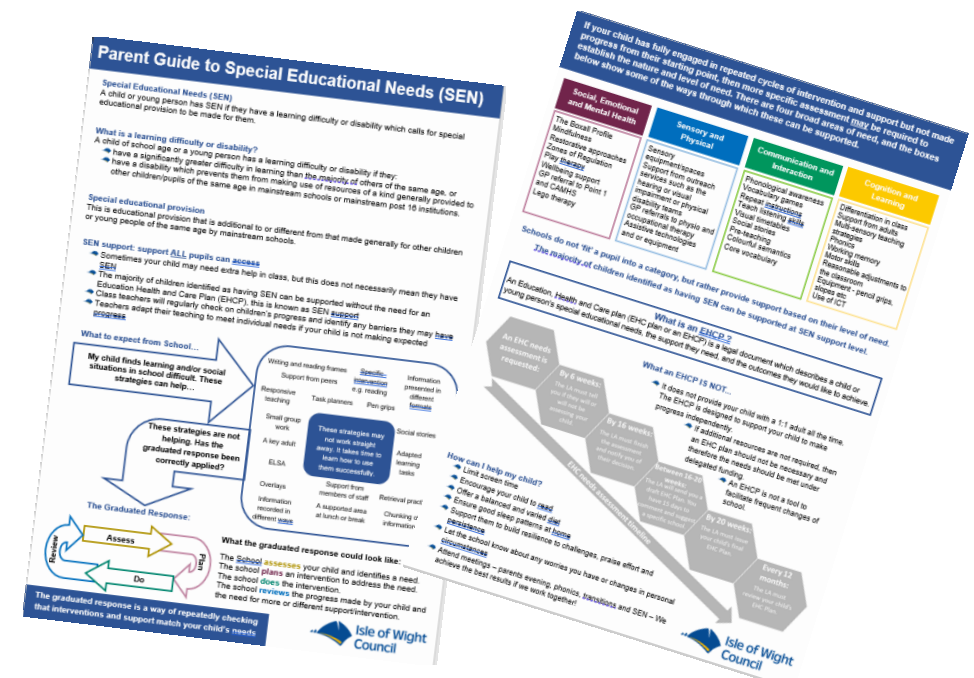 Parent Guide to Special Educational Needs (SEN)
Special Educational Needs (SEN)
A child or young person has SEN if they have a learning difficulty or disability which calls for special
educational provision to be made for them.
What is a learning difficulty or disability?
A child of school age or a young person has a learning difficulty or disability if they:
have a significantly greater difficulty in learning than the majority of others of the same age, or
have a disability which prevents them from making use of resources of a kind generally provided to
other children/pupils of the same age in mainstream schools or mainstream post 16 institutions.
Special educational provision
This is educational provision that is additional to or different from that made generally for other children
or young people of the same age by mainstream schools.
SEN support: support ALL pupils can access
Sometimes your child may need extra help in class, but this does not necessarily mean they have
SEN
The majority of children identified as having SEN can be supported without the need for an
Education Health and Care Plan (EHCP), this is known as SEN support
Class teachers will regularly check on children's progress and identify any barriers they may have
Teachers adapt their teaching to meet individual needs if your child is not making expected
progress
What to expect from School...
My child finds learning and/or social
situations in school difficult. These
strategies can help...
These strategies are not
helping. Has the
graduated response been
correctly applied?
Writing and reading frames
Support from peers
Specific
intervention
e.g. reading
Information
presented in
different
formats
Responsive
teaching
Task planners
Pen grips
Small group
work
Social stories
A key adult
These strategies may
not work straight
away. It takes time to
learn how to use
them successfully.
Adapted
learning
tasks
ELSA
Overlays
Support from
members of staff
Retrieval pract
Information
recorded in
different ways
A supported area
at lunch or break
Chunking o
information
The Graduated Response:
Assess
Plan
Do
Review
What the graduated response could look like:
The School assesses your child and identifies a need.
The school plans an intervention to address the need.
The school does the intervention.
The school reviews the progress made by your child and
the need for more or different support/intervention.
The graduated response is a way of repeatedly checking
that interventions and support match your child's needs
Isle of Wight
Council
If your child has fully engaged in repeated cycles of intervention and support but not made
progress from their starting point, then more specific assessment may be required to
establish the nature and level of need. There are four broad areas of need, and the boxes
below show some of the ways through which these can be supported.
Social, Emotional
and Mental Health
The Boxall Profile
Mindfulness
Restorative approaches
Zones of Regulation
Play therapy
Wellbeing support
GP referral to Point 1
and CAMHS
Lego therapy
Sensory and
Physical
Sensory
equipment/spaces
Support from outreach
services such as the
hearing or visual
impairment or physical
disability teams
GP referrals to physio and
occupational therapy
Assistive technologies
and or equipment
Communication and
Interaction
Phonological awareness
Vocabulary games
Repeat instructions
Teach listening skills
Visual timetables
Social stories
Pre-teaching
Colourful semantics
Core vocabulary
Cognition and
Learning
Differentiation in class
Support from adults
Multi-sensory teaching
strategies
Phonics
Working memory
Motor skills
Reasonable adjustments to
the classroom
Equipment - pencil grips,
slopes etc
Use of ICT
Schools do not 'fit' a pupil into a category, but rather provide support based on their level of need.
The majority of children identified as having SEN can be supported at SEN support level.
What is an EHCP ?
An Education, Health and Care plan (EHC plan or an EHCP) is a legal document which describes a child or
young person's special educational needs, the support they need, and the outcomes they would like to achieve.
What an EHCP IS NOT...
It does not provide your child with a 1:1 adult all the time.
The EHCP is designed to support your child to make
progress independently.
If additional resources are not required, then
an EHC plan should not be necessary and
therefore the needs should be met under
delegated funding.
An EHCP is not a tool to
facilitate frequent changes of
school.
An EHC needs
assessment is
requested:
By 6 weeks:
The LA must tell
you if they will or
will not be
assessing your
child.
By 16 weeks:
The LA must
Between 16-20
weeks:
By 20 weeks:
The LA must issue
your child's final
EHC Plan
Every 12
months:
The LA must
review your child's
EHC Plan
EHC needs assessment timeline
How can I help my child?
Limit screen time
Encourage your child to read
Offer a balanced and varied diet
Ensure good sleep patterns at home
Support them to build resilience to challenges, praise effort and
persistence
Let the school know about any worries you have or changes in personal
circumstances
Attend meetings – parents evening, phonics, transitions and SEN – We
achieve the best results if we work together!
Isle of Wight
Council